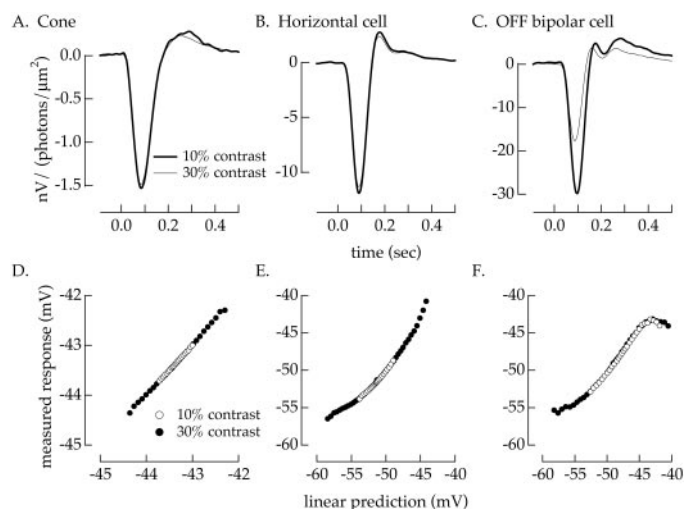 A. Cone
B. Horizontal cell
C. OFF bipolar cell
nV/ (photons/μm²)
0.0
-0.5
-1.0
-1.5
10% contrast
30% contrast
0.0 0.2 0.4
0
-5
-10
0.0 0.2 0.4
0
-10
-20
-30
0.0 0.2 0.4
time (sec)
D.
E.
F.
measured response (mV)
-42
-43
-44
-45
10% contrast
30% contrast
-45 -44 -43 -42
-40
-45
-50
-55
-60
-60 -55 -50 -45 -40
-40
-45
-50
-55
-60
-60 -55 -50 -45 -40
linear prediction (mV)